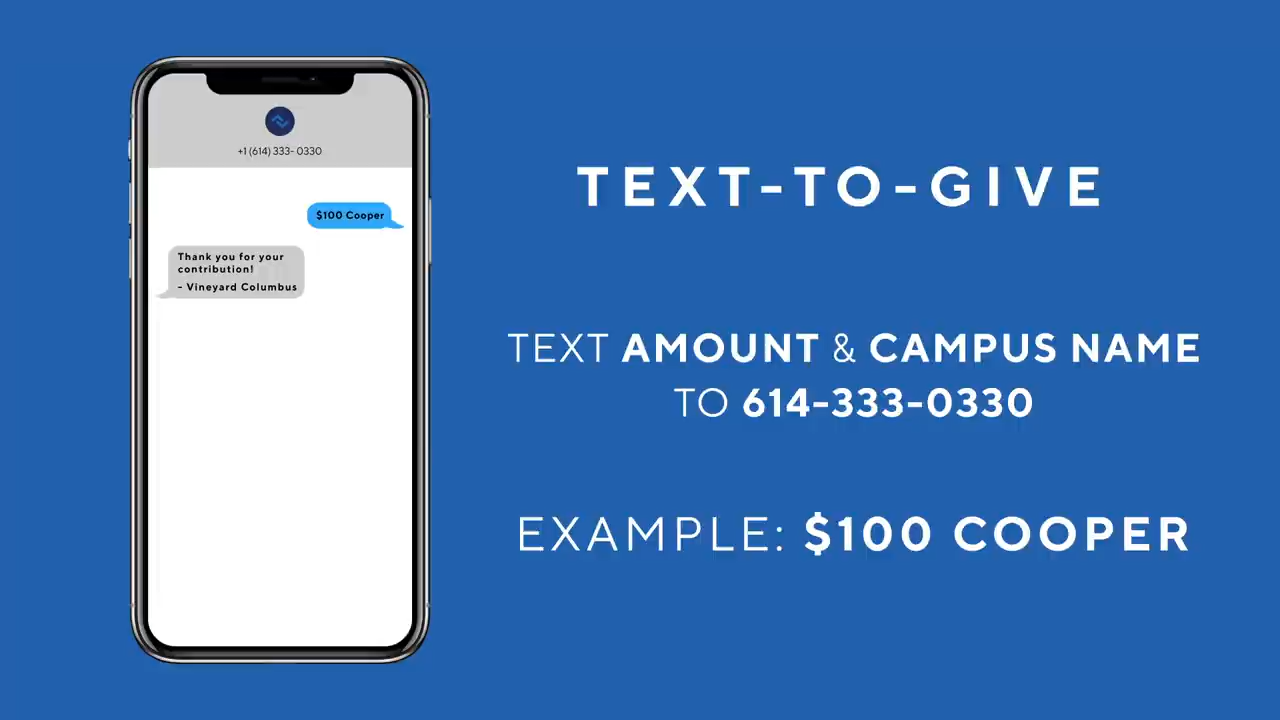 +1 (614) 333- 0330
$100 Cooper
Thank you for your
contribution!
- Vineyard Columbus
TEXT-TO-GIVE
TEXT AMOUNT & CAMPUS NAME
TO 614-333-0330
EXAMPLE: $100 COOPER